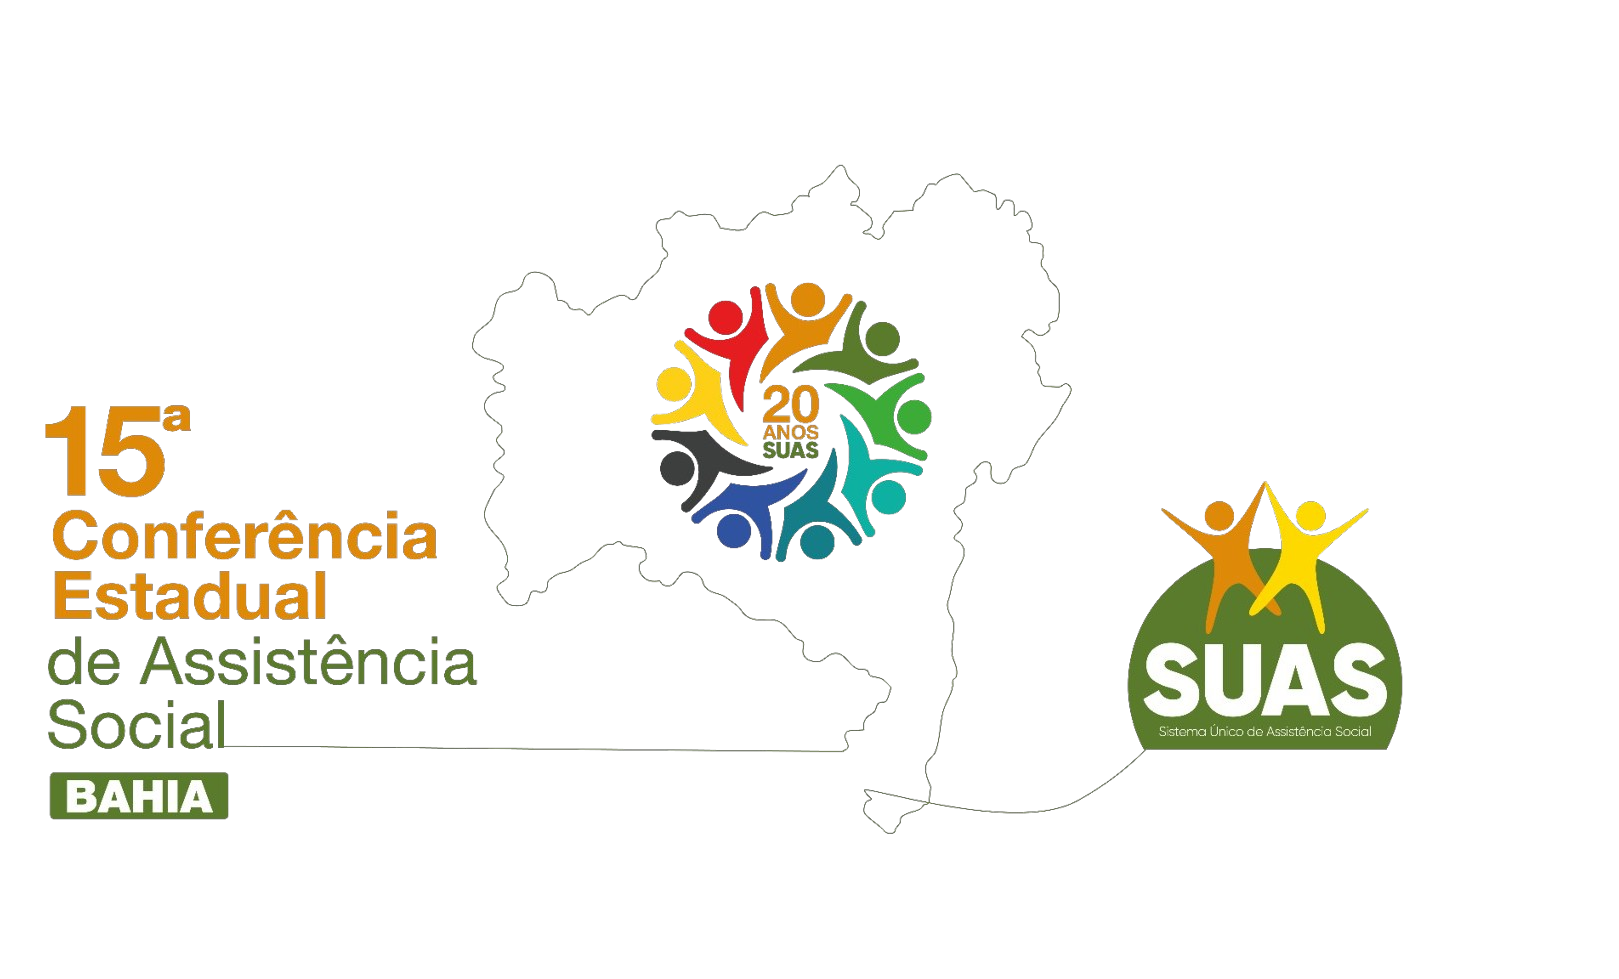 15ª
Conferência
Estadual
de Assistência
Social
BAHIA
20
ANOS
SUAS
SUAS
Sistema Único de Assistência Social